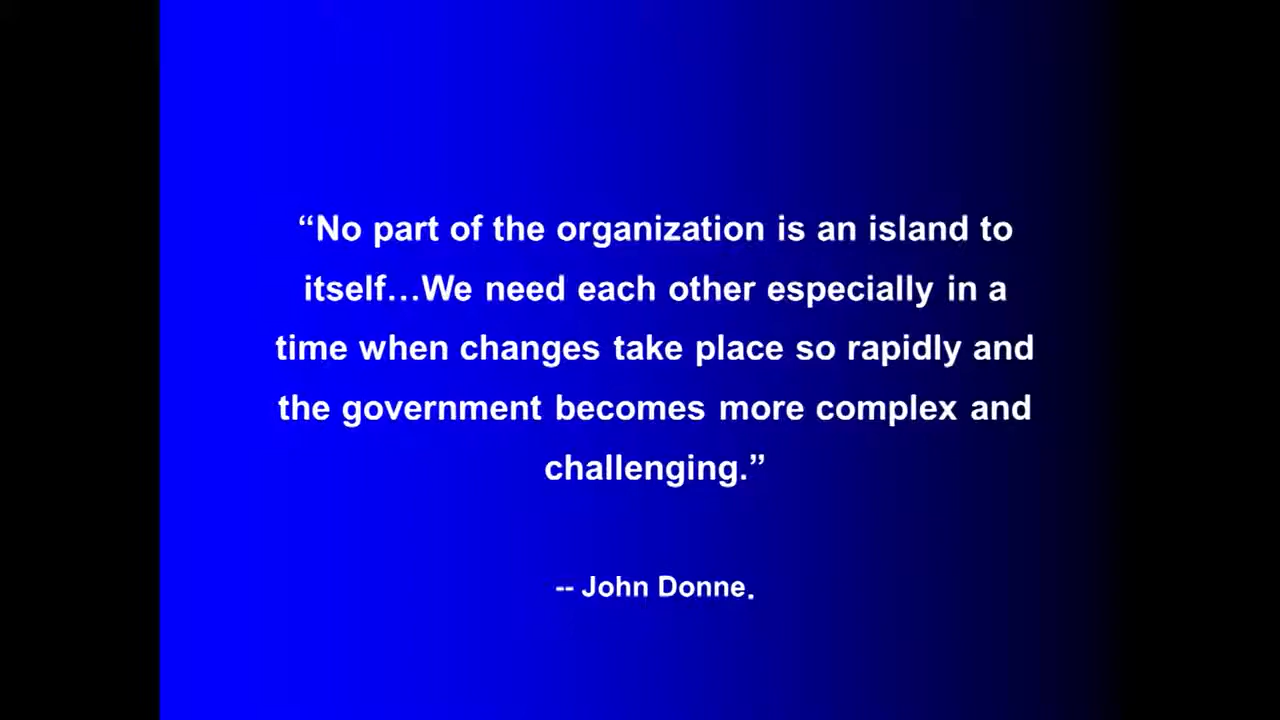 “No part of the organization is an island to
itself…We need each other especially in a
time when changes take place so rapidly and
the government becomes more complex and
challenging.”
-- John Donne.